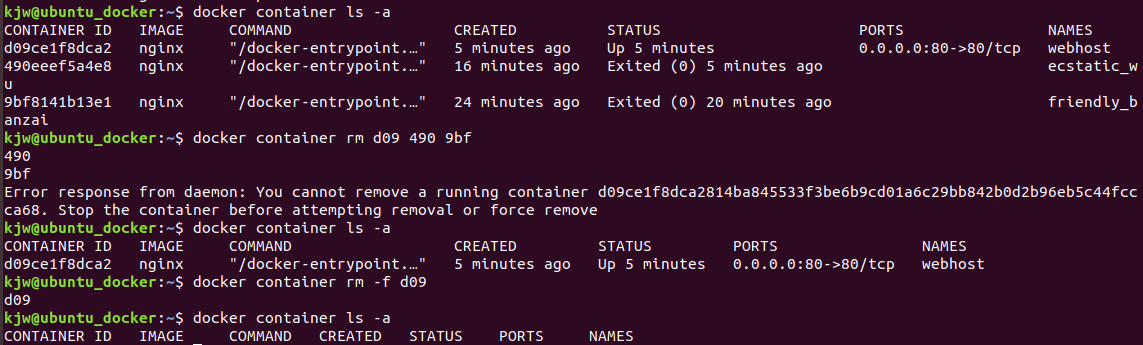 kjw@ubuntu_docker:~$ docker container ls -a
CONTAINER ID   IMAGE     COMMAND                  CREATED          STATUS                      PORTS                NAMES
d09ce1f8dca2   nginx     "/docker-entrypoint.…"   5 minutes ago    Up 5 minutes                0.0.0.0:80->80/tcp   webhost
490eeef5a4e8   nginx     "/docker-entrypoint.…"   16 minutes ago   Exited (0) 5 minutes ago                         ecstatic_w
u
9bf8141b13e1   nginx     "/docker-entrypoint.…"   24 minutes ago   Exited (0) 20 minutes ago                        friendly_b
anzai
kjw@ubuntu_docker:~$ docker container rm d09 490 9bf
490
9bf
Error response from daemon: You cannot remove a running container d09ce1f8dca2814ba845533f3be6b9cd01a6c29bb842b0d2b96eb5c44fcc
ca68. Stop the container before attempting removal or force remove
kjw@ubuntu_docker:~$ docker container ls -a
CONTAINER ID   IMAGE     COMMAND                  CREATED         STATUS         PORTS                NAMES
d09ce1f8dca2   nginx     "/docker-entrypoint.…"   5 minutes ago   Up 5 minutes   0.0.0.0:80->80/tcp   webhost
kjw@ubuntu_docker:~$ docker container rm -f d09
d09
kjw@ubuntu_docker:~$ docker container ls -a
CONTAINER ID   IMAGE     COMMAND   CREATED   STATUS    PORTS     NAMES